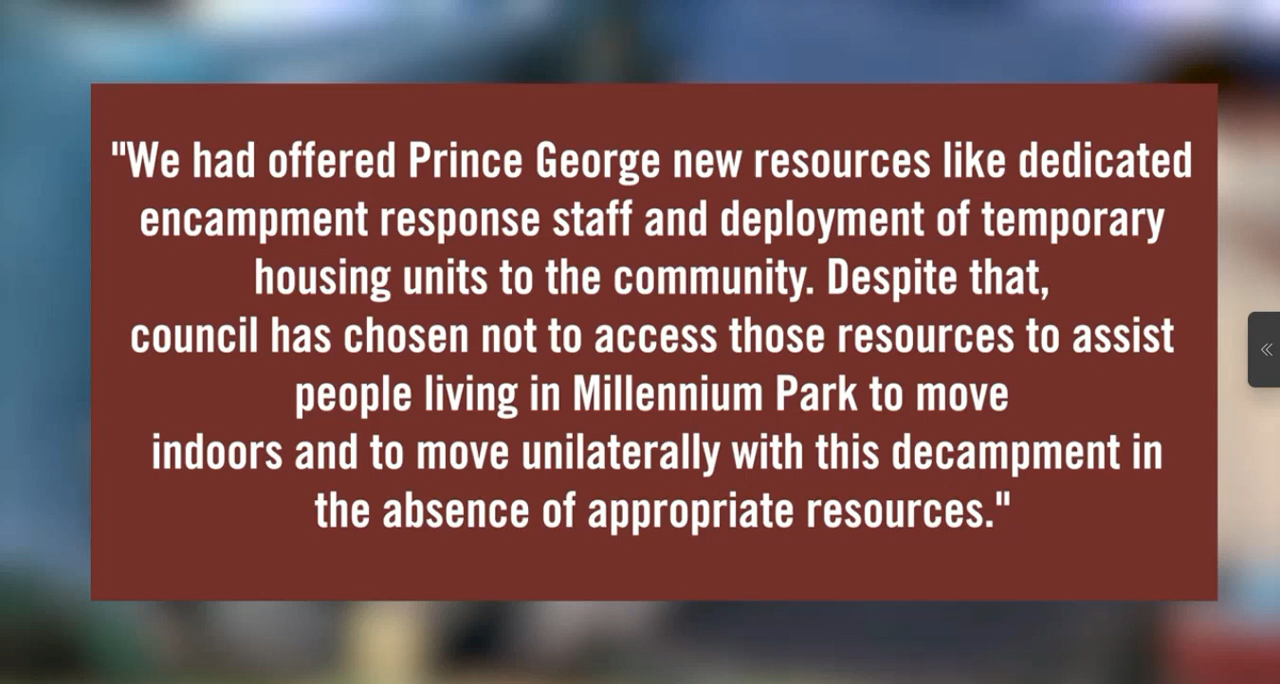 "We had offered Prince George new resources like dedicated
encampment response staff and deployment of temporary
housing units to the community. Despite that,
council has chosen not to access those resources to assist
people living in Millennium Park to move
indoors and to move unilaterally with this decampment in
the absence of appropriate resources."